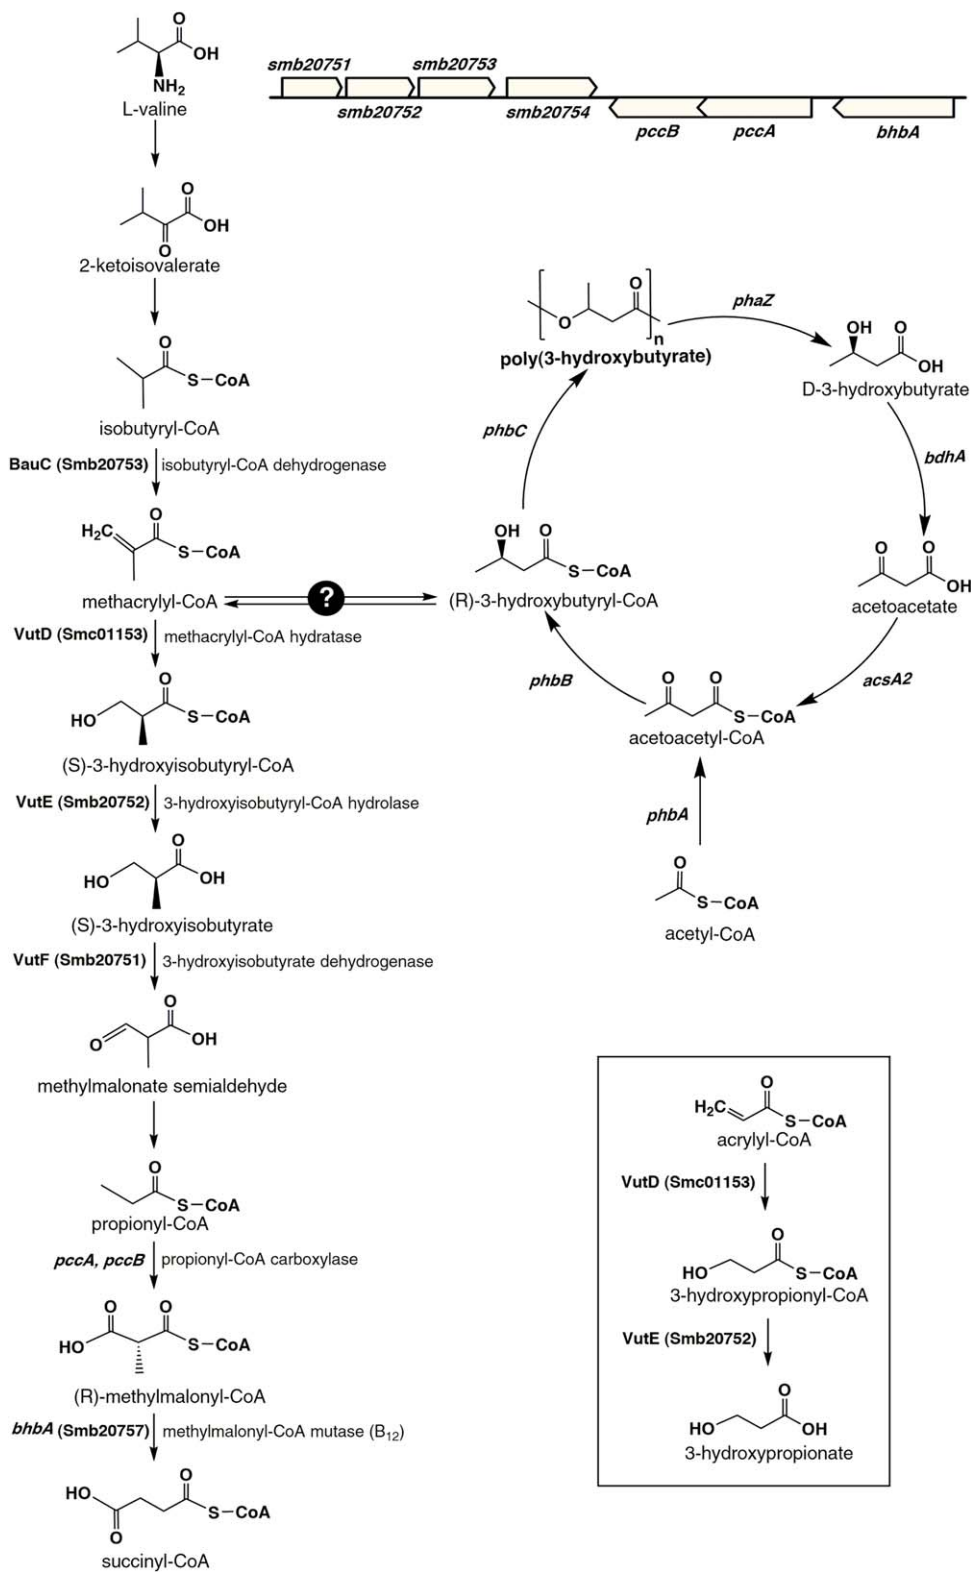 O
OH
NH2
L-valine
smb20751
smb20753
smb20752
smb20754
pccB
pccA
bhbA
O
OH
O
2-ketoisovalerate
O
S–CoA
isobutyryl-CoA
BauC (Smb20753) isobutyryl-CoA dehydrogenase
H2C
O
S–CoA
methacrylyl-CoA
?
VutD (Smc01153) methacrylyl-CoA hydratase
O
HO
S–CoA
(S)-3-hydroxyisobutyryl-CoA
VutE (Smb20752) 3-hydroxyisobutyryl-CoA hydrolase
O
HO
OH
(S)-3-hydroxyisobutyrate
VutF (Smb20751) 3-hydroxyisobutyrate dehydrogenase
O
O
OH
methylmalonate semialdehyde
O
S–CoA
propionyl-CoA
pccA, pccB propionyl-CoA carboxylase
O
O
HO
S–CoA
(R)-methylmalonyl-CoA
bhbA (Smb20757) methylmalonyl-CoA mutase (B12)
O
HO
S–CoA
O
succinyl-CoA
O
O
n
poly(3-hydroxybutyrate)
phaZ
OH
O
OH
D-3-hydroxybutyrate
bdhA
O
O
OH
acetoacetate
acsA2
O
O
S–CoA
acetoacetyl-CoA
phbB
OH
O
S–CoA
(R)-3-hydroxybutyryl-CoA
phbC
phbA
O
S–CoA
acetyl-CoA
O
H2C
S–CoA
acrylyl-CoA
VutD (Smc01153)
O
HO
S–CoA
3-hydroxypropionyl-CoA
VutE (Smb20752)
O
HO
OH
3-hydroxypropionate